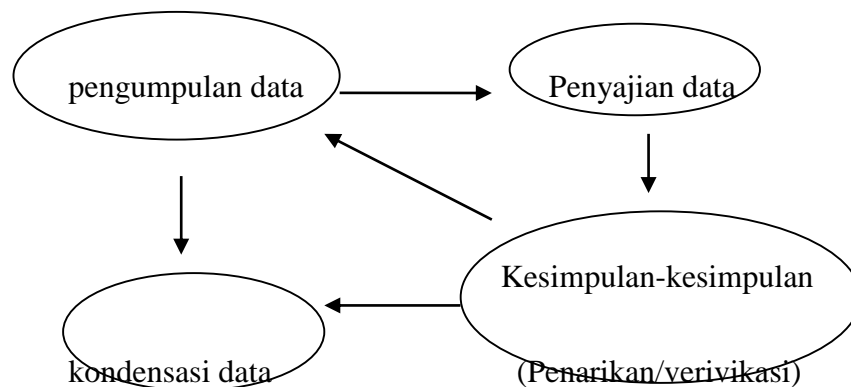 pengumpulan data
Penyajian data
Kesimpulan-kesimpulan
kondensasi data
(Penarikan/verivikasi)